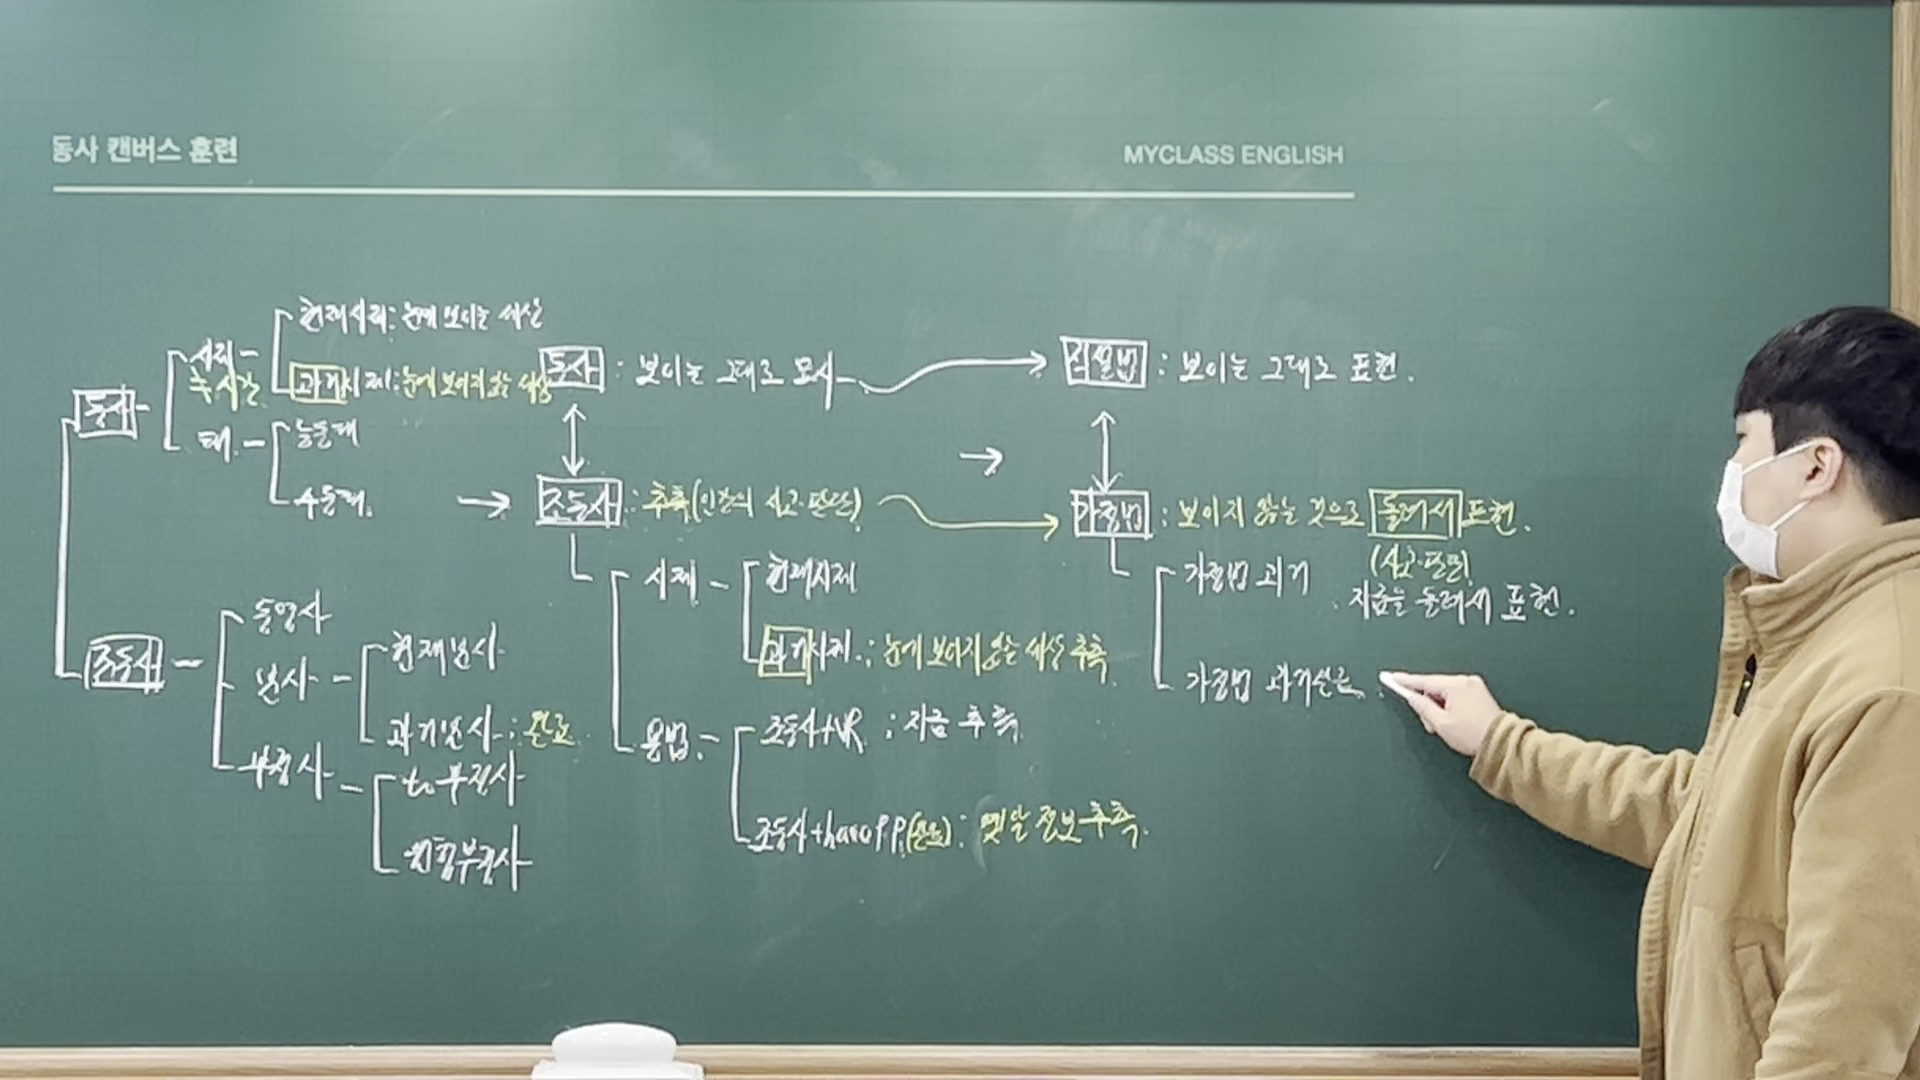 동사 캔버스 훈련
MYCLASS ENGLISH
동사
시제
즉 시간
현재시제: 눈에 보이는 세상
과거시제: 눈에 보이지 않는 세상
태
능동태
수동태
준동사
동명사
분사
현재분사
과거분사: 완료
부정사
to부정사
원형부정사
동사: 보이는 그대로 묘사
조동사: 추측(인간의 사고·판단)
시제
현재시제
과거시제: 눈에 보이지 않는 세상 추측
용법
조동사+VR: 지금 추측
조동사+have p.p(완료): 옛날 정보 추측.
직설법: 보이는 그대로 표현.
가정법: 보이지 않는 것으로 돌려서 표현.
(사고·판단)
가정법 과거
지금은 돌려서 표현.
가정법 과거완료